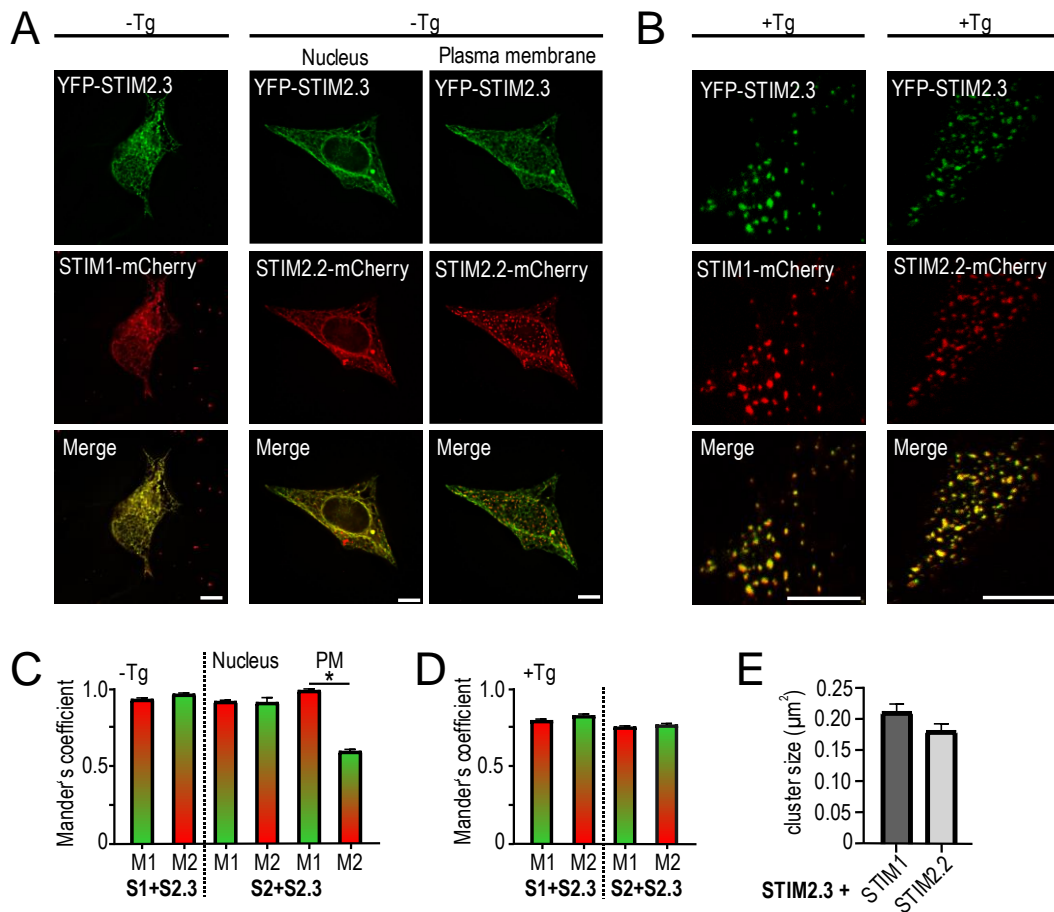 A
-Tg
-Tg
Nucleus
Plasma membrane
YFP-STIM2.3
YFP-STIM2.3
YFP-STIM2.3
STIM1-mCherry
STIM2.2-mCherry
STIM2.2-mCherry
Merge
Merge
Merge
B
+Tg
+Tg
YFP-STIM2.3
YFP-STIM2.3
STIM1-mCherry
STIM2.2-mCherry
Merge
Merge
C
-Tg
Nucleus
PM
*
Mander's coefficient
1.0
0.5
0
M1 M2 M1 M2 M1 M2
S1+S2.3 S2+S2.3
D
+Tg
Mander's coefficient
1.0
0.5
0
M1 M2 M1 M2
S1+S2.3 S2+S2.3
E
cluster size (µm²)
0.25
0.20
0.15
0.10
0.05
0
STIM2.3 +
STIM1
STIM2.2